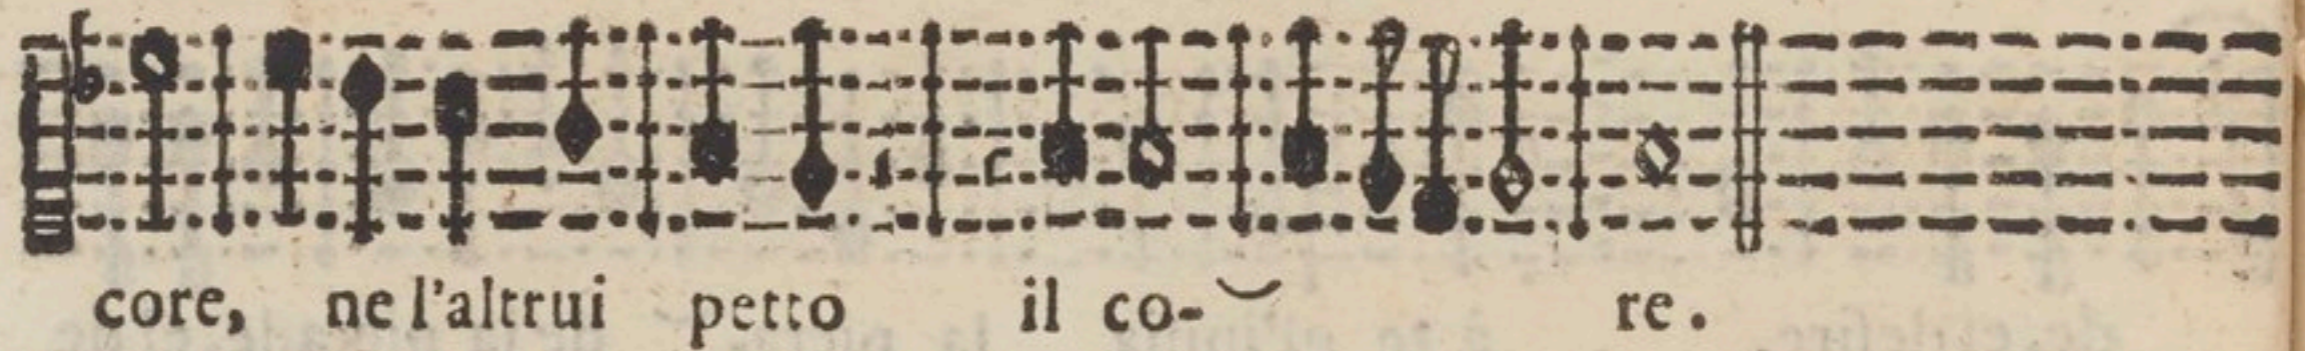 core, ne l'altrui petto il co- re.